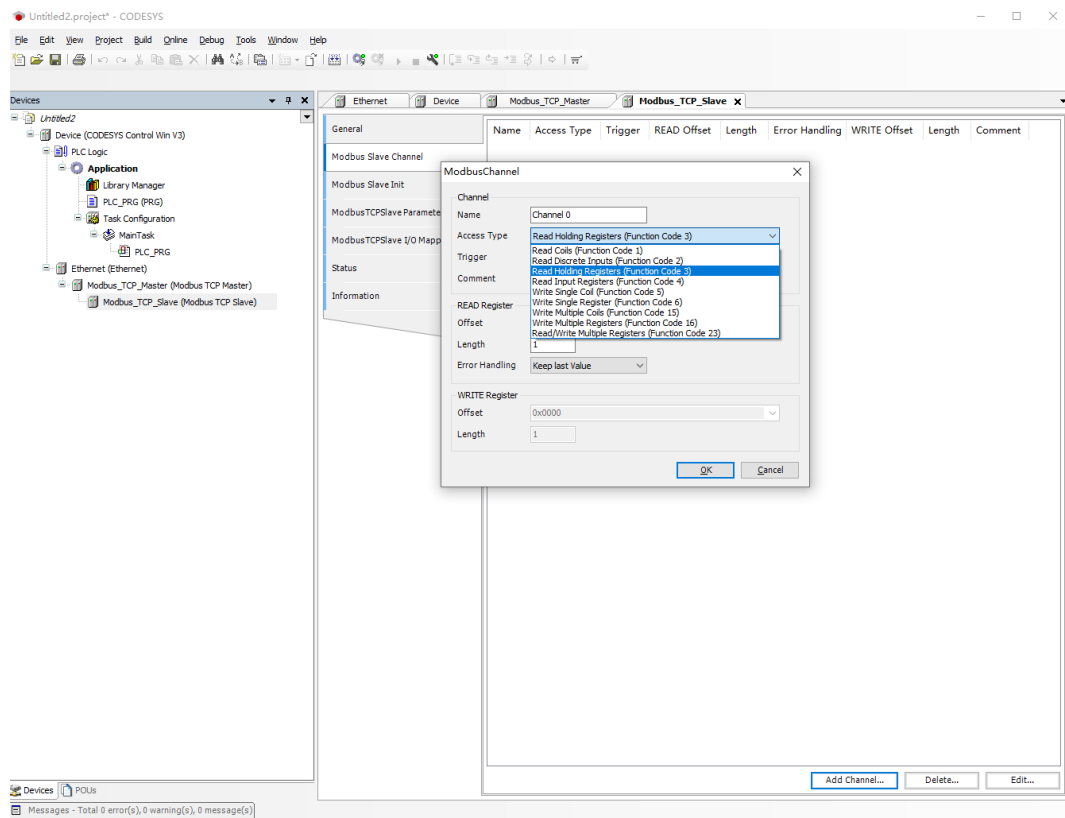 Untitled2.project* - CODESYS
File Edit View Project Build Online Debug Tools Window Help
Devices
Untitled2
Device (CODESYS Control Win V3)
PLC Logic
Application
Library Manager
PLC_PRG (PRG)
Task Configuration
MainTask
PLC_PRG
Ethernet (Ethernet)
Modbus_TCP_Master (Modbus TCP Master)
Modbus_TCP_Slave (Modbus TCP Slave)
Devices POUs
Messages - Total 0 error(s), 0 warning(s), 0 message(s)
Ethernet Device Modbus_TCP_Master Modbus_TCP_Slave
General
Modbus Slave Channel
Modbus Slave Init
ModbusTCPSlave Paramete
ModbusTCPSlave I/O Mapp
Status
Information
Name Access Type Trigger READ Offset Length Error Handling WRITE Offset Length Comment
ModbusChannel
Channel
Name Channel 0
Access Type Read Holding Registers (Function Code 3)
Read Coils (Function Code 1)
Read Discrete Inputs (Function Code 2)
Read Holding Registers (Function Code 3)
Read Input Registers (Function Code 4)
Write Single Coil (Function Code 5)
Write Single Register (Function Code 6)
Write Multiple Coils (Function Code 15)
Write Multiple Registers (Function Code 16)
Read/Write Multiple Registers (Function Code 23)
Trigger
Comment
READ Register
Offset
Length 1
Error Handling Keep last Value
WRITE Register
Offset 0x0000
Length 1
OK Cancel
Add Channel... Delete... Edit...